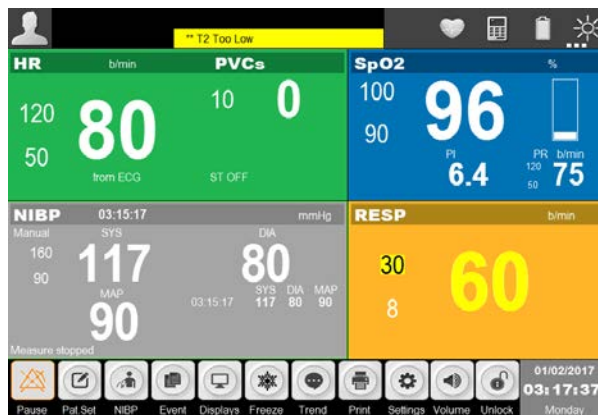 ** T2 Too Low
HR b/min PVCs
120
50
80
from ECG
10
0
ST OFF
SpO2 %
100
90
96
PI
6.4
PR b/min
120
50
75
NIBP 03:15:17 mmHg
Manual
160
90
SYS
117
MAP
90
DIA
80
SYS DIA MAP
03:15:17 117 80 90
Measure stopped
RESP b/min
30
8
60
Pause Pat.Set NIBP Event Displays Freeze Trend Print Settings Volume Unlock
01/02/2017
03:17:37
Monday